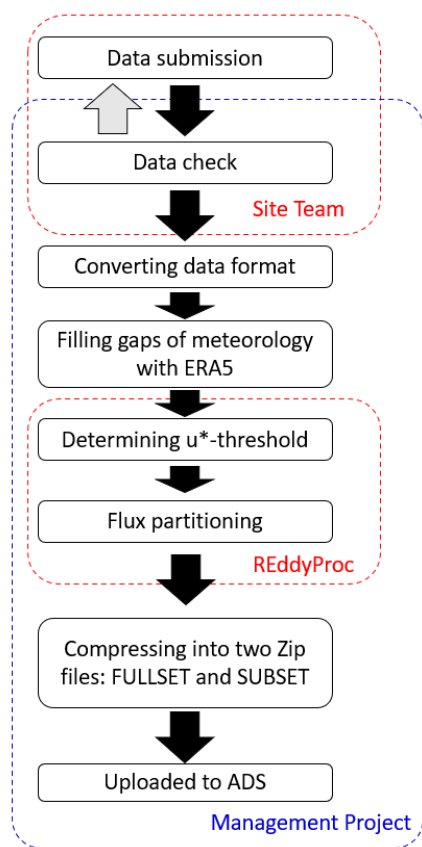 Data submission
Data check
Site Team
Converting data format
Filling gaps of meteorology
with ERA5
Determining u*-threshold
Flux partitioning
REddyProc
Compressing into two Zip
files: FULLSET and SUBSET
Uploaded to ADS
Management Project